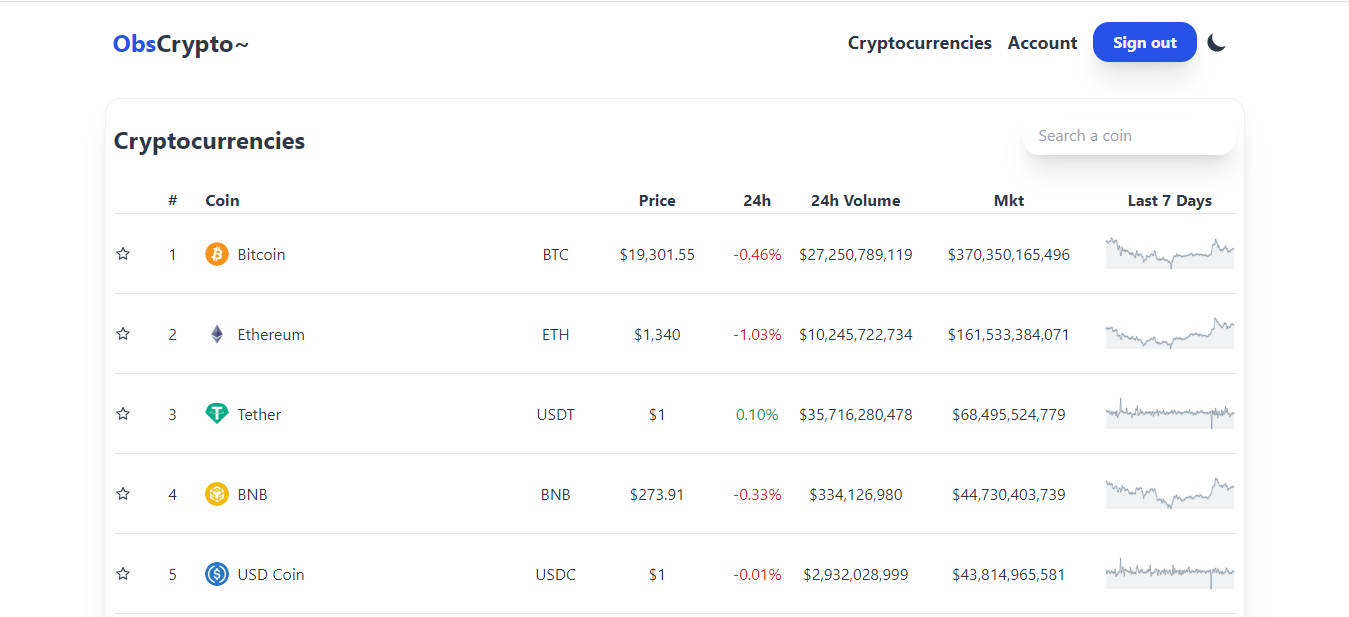 ObsCrypto~ Cryptocurrencies Account Sign out
Cryptocurrencies Search a coin
# Coin Price 24h 24h Volume Mkt Last 7 Days
1 Bitcoin BTC $19,301.55 -0.46% $27,250,789,119 $370,350,165,496
2 Ethereum ETH $1,340 -1.03% $10,245,722,734 $161,533,384,071
3 Tether USDT $1 0.10% $35,716,280,478 $68,495,524,779
4 BNB BNB $273.91 -0.33% $334,126,980 $44,730,403,739
5 USD Coin USDC $1 -0.01% $2,932,028,999 $43,814,965,581